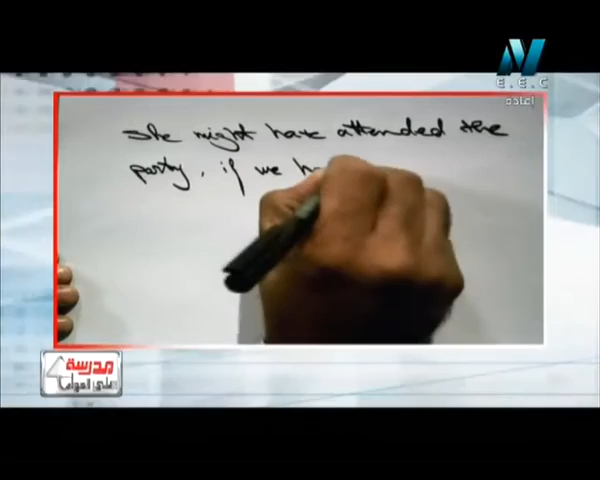 E.E.C
إعادة
She might have attended the
party, if we h
مدرسة
على الهواء